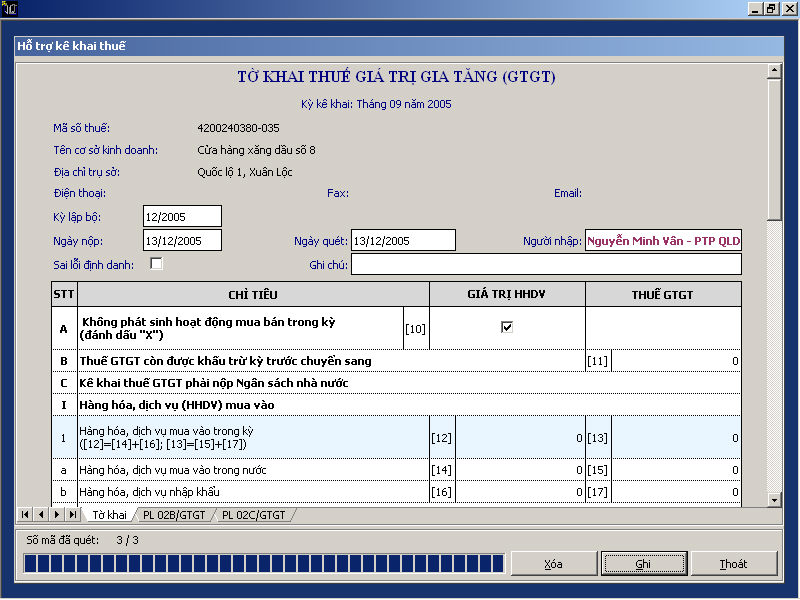 Hỗ trợ kê khai thuế
TỜ KHAI THUẾ GIÁ TRỊ GIA TĂNG (GTGT)
Kỳ kê khai: Tháng 09 năm 2005
Mã số thuế: 4200240380-035
Tên cơ sở kinh doanh: Cửa hàng xăng dầu số 8
Địa chỉ trụ sở: Quốc lộ 1, Xuân Lộc
Điện thoại: Fax: Email:
Kỳ lập bộ: 12/2005
Ngày nộp: 13/12/2005 Ngày quét: 13/12/2005 Người nhập: Nguyễn Minh Vân - PTP QLD
Sai lỗi định danh: Ghi chú:
STT CHỈ TIÊU GIÁ TRỊ HHDV THUẾ GTGT
A Không phát sinh hoạt động mua bán trong kỳ
(đánh dấu "X") [10]
B Thuế GTGT còn được khấu trừ kỳ trước chuyển sang [11] 0
C Kê khai thuế GTGT phải nộp Ngân sách nhà nước
I Hàng hóa, dịch vụ (HHDV) mua vào
1 Hàng hóa, dịch vụ mua vào trong kỳ
([12]=[14]+[16]; [13]=[15]+[17]) [12] 0 [13] 0
a Hàng hóa, dịch vụ mua vào trong nước [14] 0 [15] 0
b Hàng hóa, dịch vụ nhập khẩu [16] 0 [17] 0
Tờ khai PL 02B/GTGT PL 02C/GTGT
Số mã đã quét: 3 / 3
Xóa Ghi Thoát